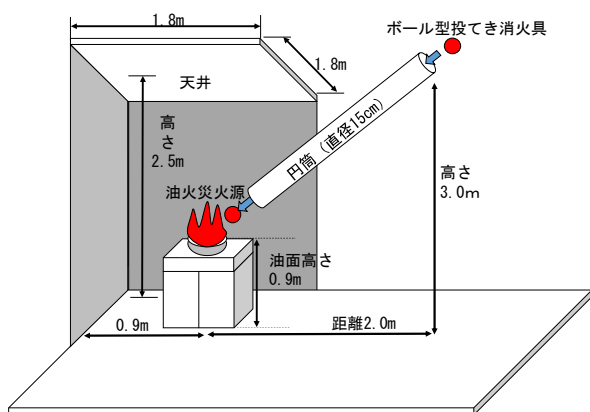 1.8m
ボール型投てき消火具
1.8m
天井
高さ
2.5m
円筒（直径15cm）
高さ
3.0m
油火災火源
油面高さ
0.9m
0.9m
距離2.0m